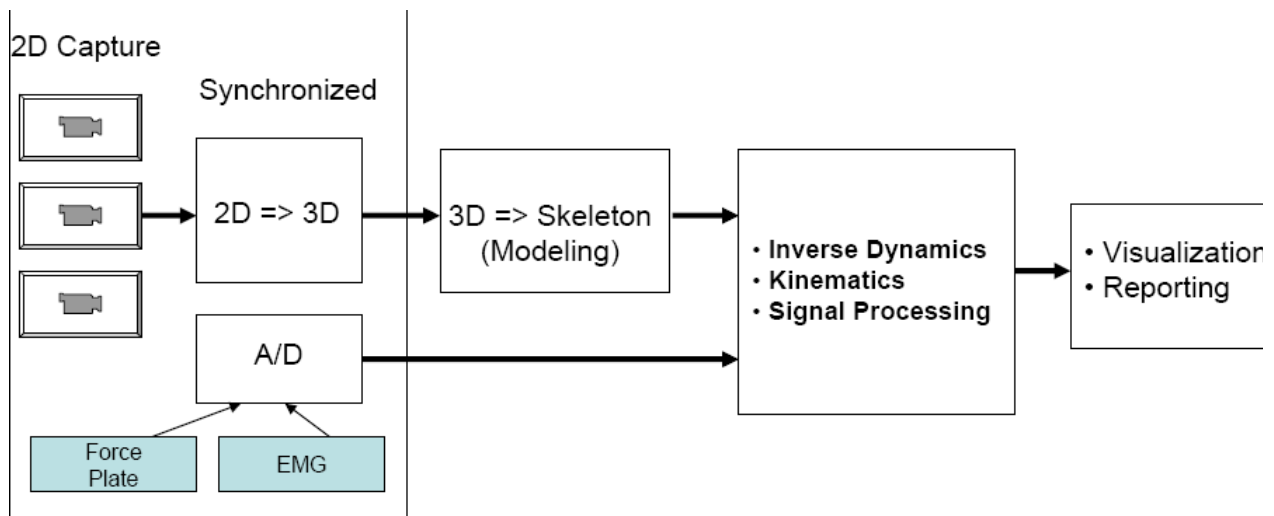 2D Capture
Synchronized
2D => 3D
3D => Skeleton
(Modeling)
• Inverse Dynamics
• Kinematics
• Signal Processing
• Visualization
• Reporting
A/D
Force
Plate
EMG